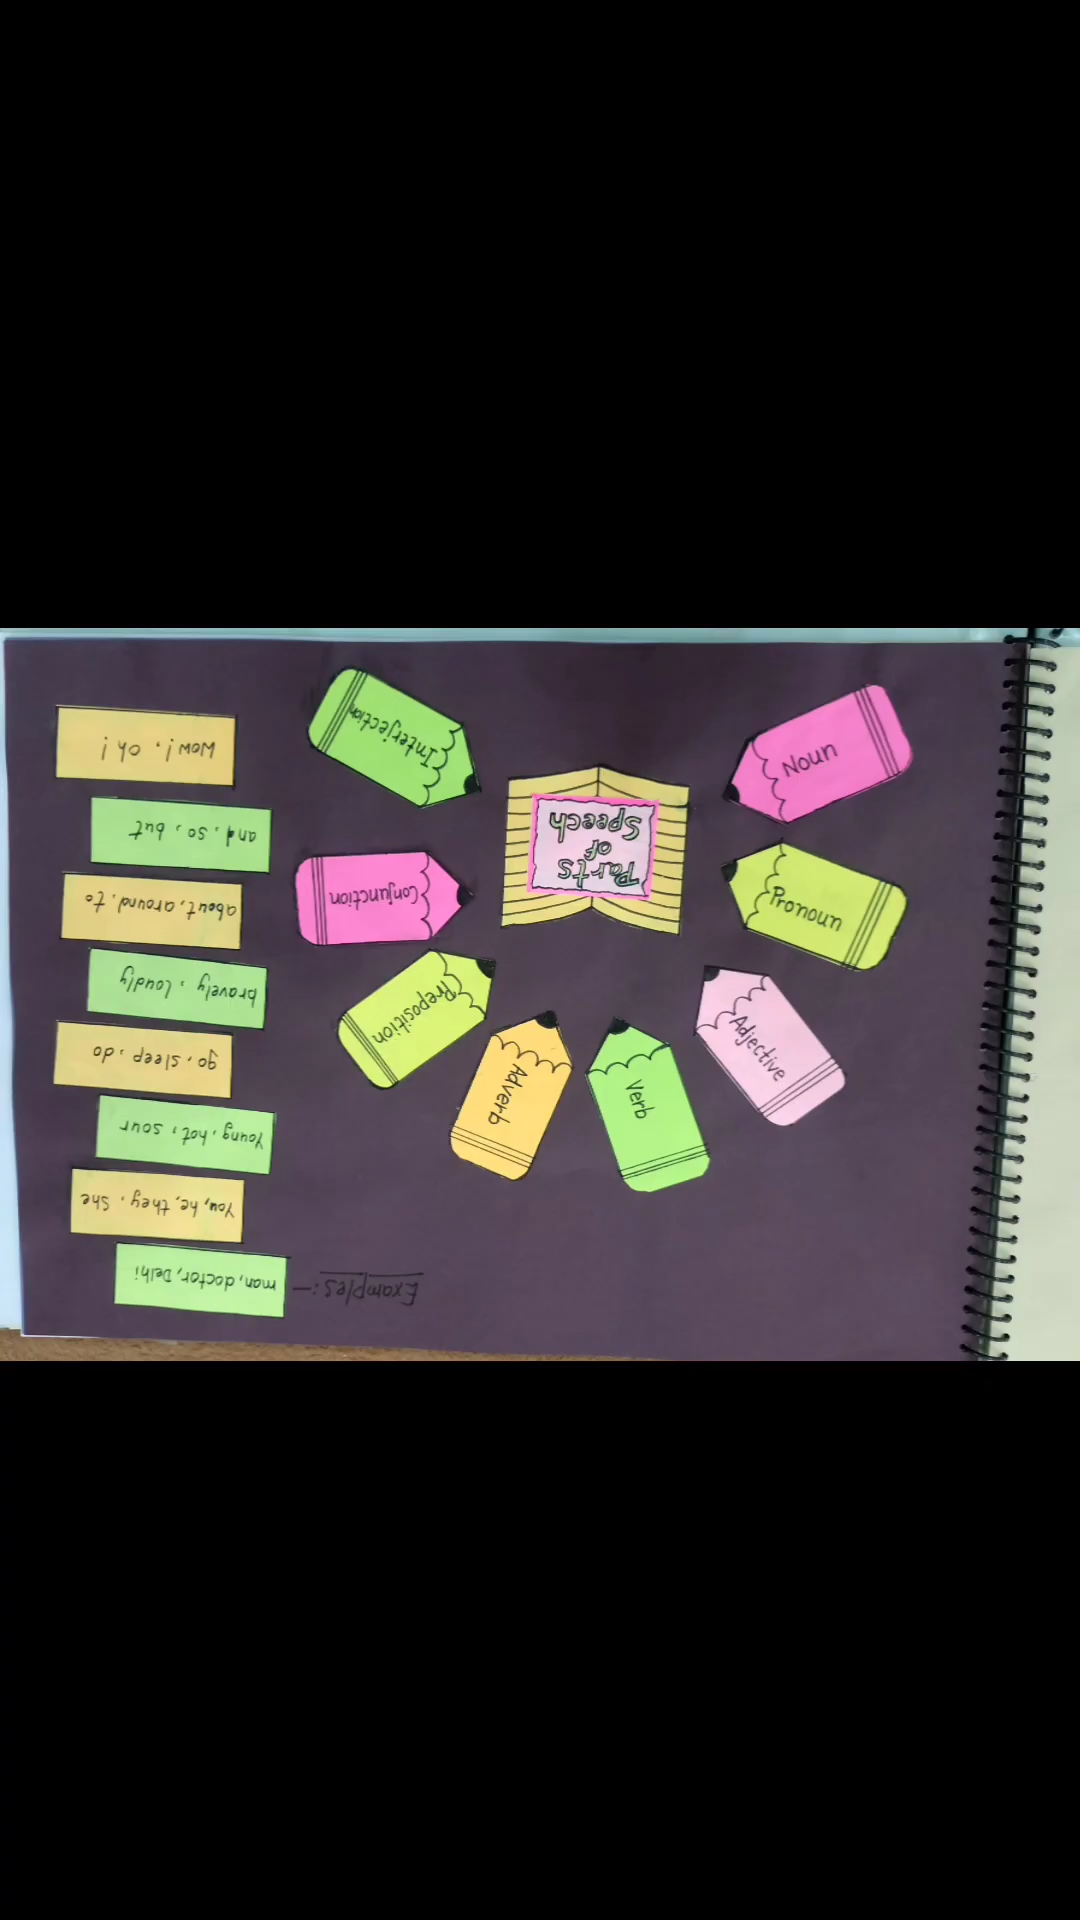 Parts
of
Speech
Noun
Pronoun
Adjective
Verb
Adverb
Preposition
Conjunction
Interjection
Examples:-
man, doctor, Delhi
You, he, they, She
Young, hot, sour
go, sleep, do
bravely, loudly
about, around, to
and, so, but
Wow!, Oh!